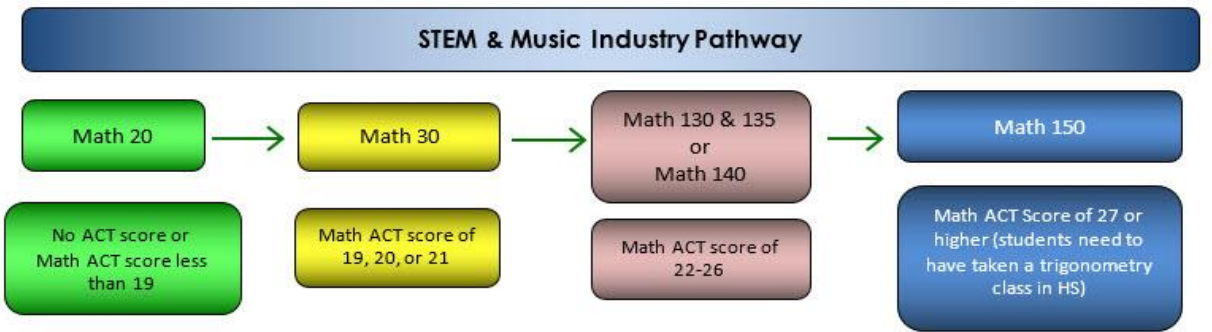 STEM & Music Industry Pathway
Math 20
Math 30
Math 130 & 135
or
Math 140
Math 150
No ACT score or
Math ACT score less
than 19
Math ACT score of
19, 20, or 21
Math ACT score of
22-26
Math ACT Score of 27 or
higher (students need to
have taken a trigonometry
class in HS)